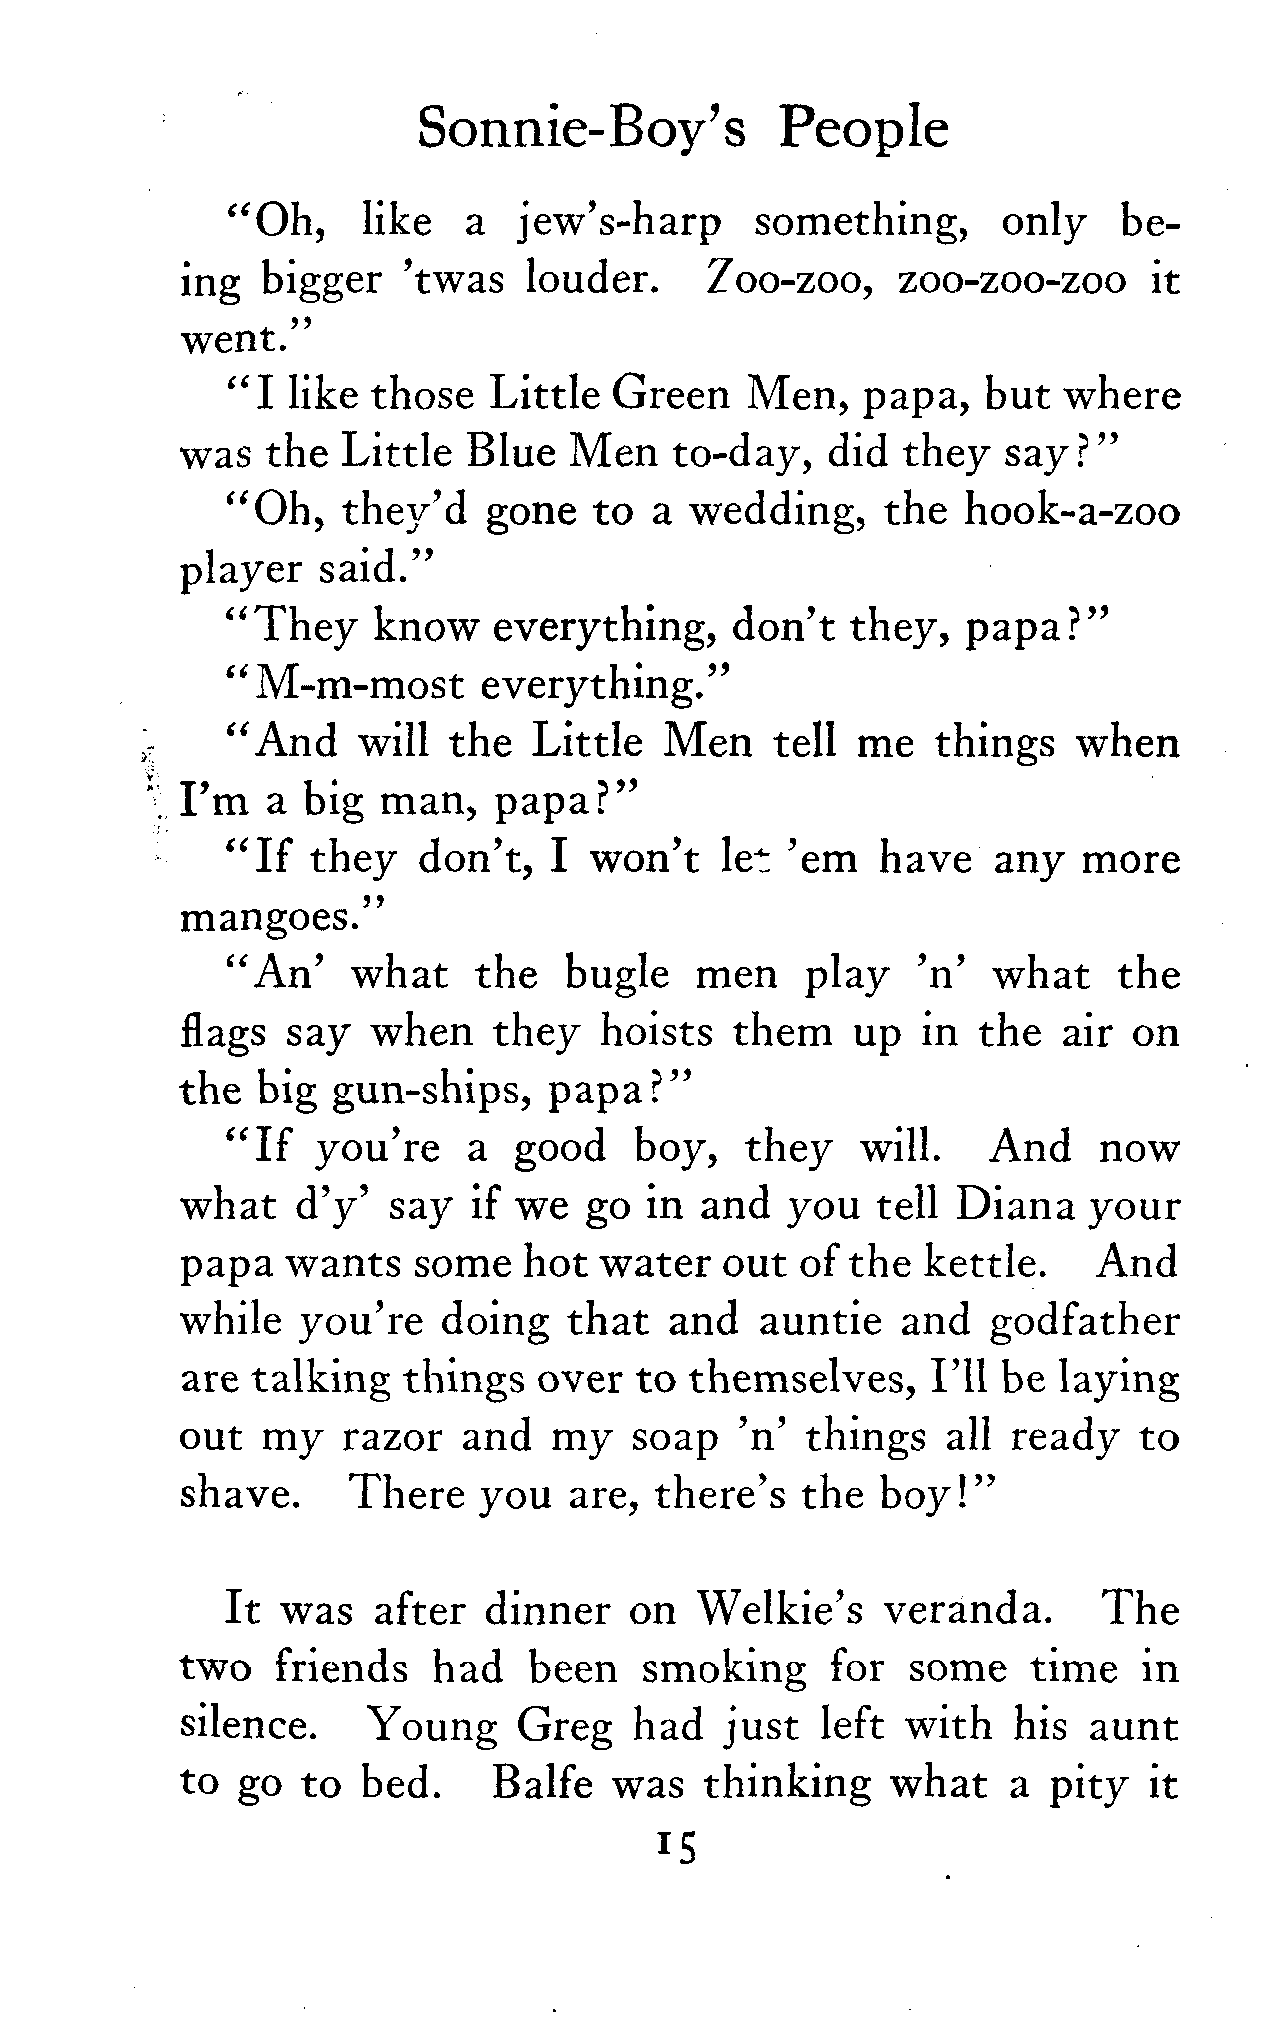 Sonnie-Boy's People
"Oh, like a jew's-harp something, only be-
ing bigger 'twas louder. Zoo-zoo, zoo-zoo-zoo it
went."
"I like those Little Green Men, papa, but where
was the Little Blue Men to-day, did they say?"
"Oh, they'd gone to a wedding, the hook-a-zoo
player said."
"They know everything, don't they, papa?"
"M-m-most everything."
"And will the Little Men tell me things when
I'm a big man, papa?"
"If they don't, I won't let 'em have any more
mangoes."
"An' what the bugle men play 'n' what the
flags say when they hoists them up in the air on
the big gun-ships, papa?"
"If you're a good boy, they will. And now
what d'y' say if we go in and you tell Diana your
papa wants some hot water out of the kettle. And
while you're doing that and auntie and godfather
are talking things over to themselves, I'll be laying
out my razor and my soap 'n' things all ready to
shave. There you are, there's the boy!"
It was after dinner on Welkie's veranda. The
two friends had been smoking for some time in
silence. Young Greg had just left with his aunt
to go to bed. Balfe was thinking what a pity it
15